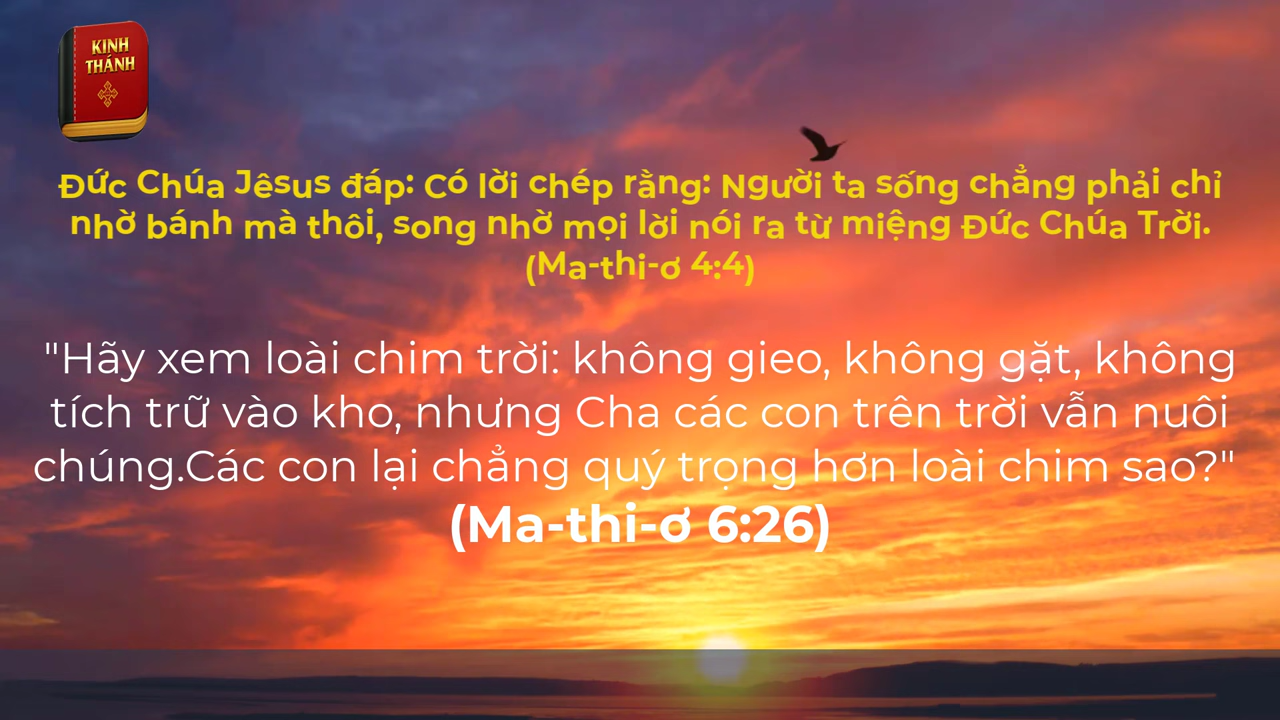 KINH
THÁNH
Đức Chúa Jêsus đáp: Có lời chép rằng: Người ta sống chẳng phải chỉ
nhờ bánh mà thôi, song nhờ mọi lời nói ra từ miệng Đức Chúa Trời.
(Ma-thi-ơ 4:4)
"Hãy xem loài chim trời: không gieo, không gặt, không
tích trữ vào kho, nhưng Cha các con trên trời vẫn nuôi
chúng.Các con lại chẳng quý trọng hơn loài chim sao?"
(Ma-thi-ơ 6:26)